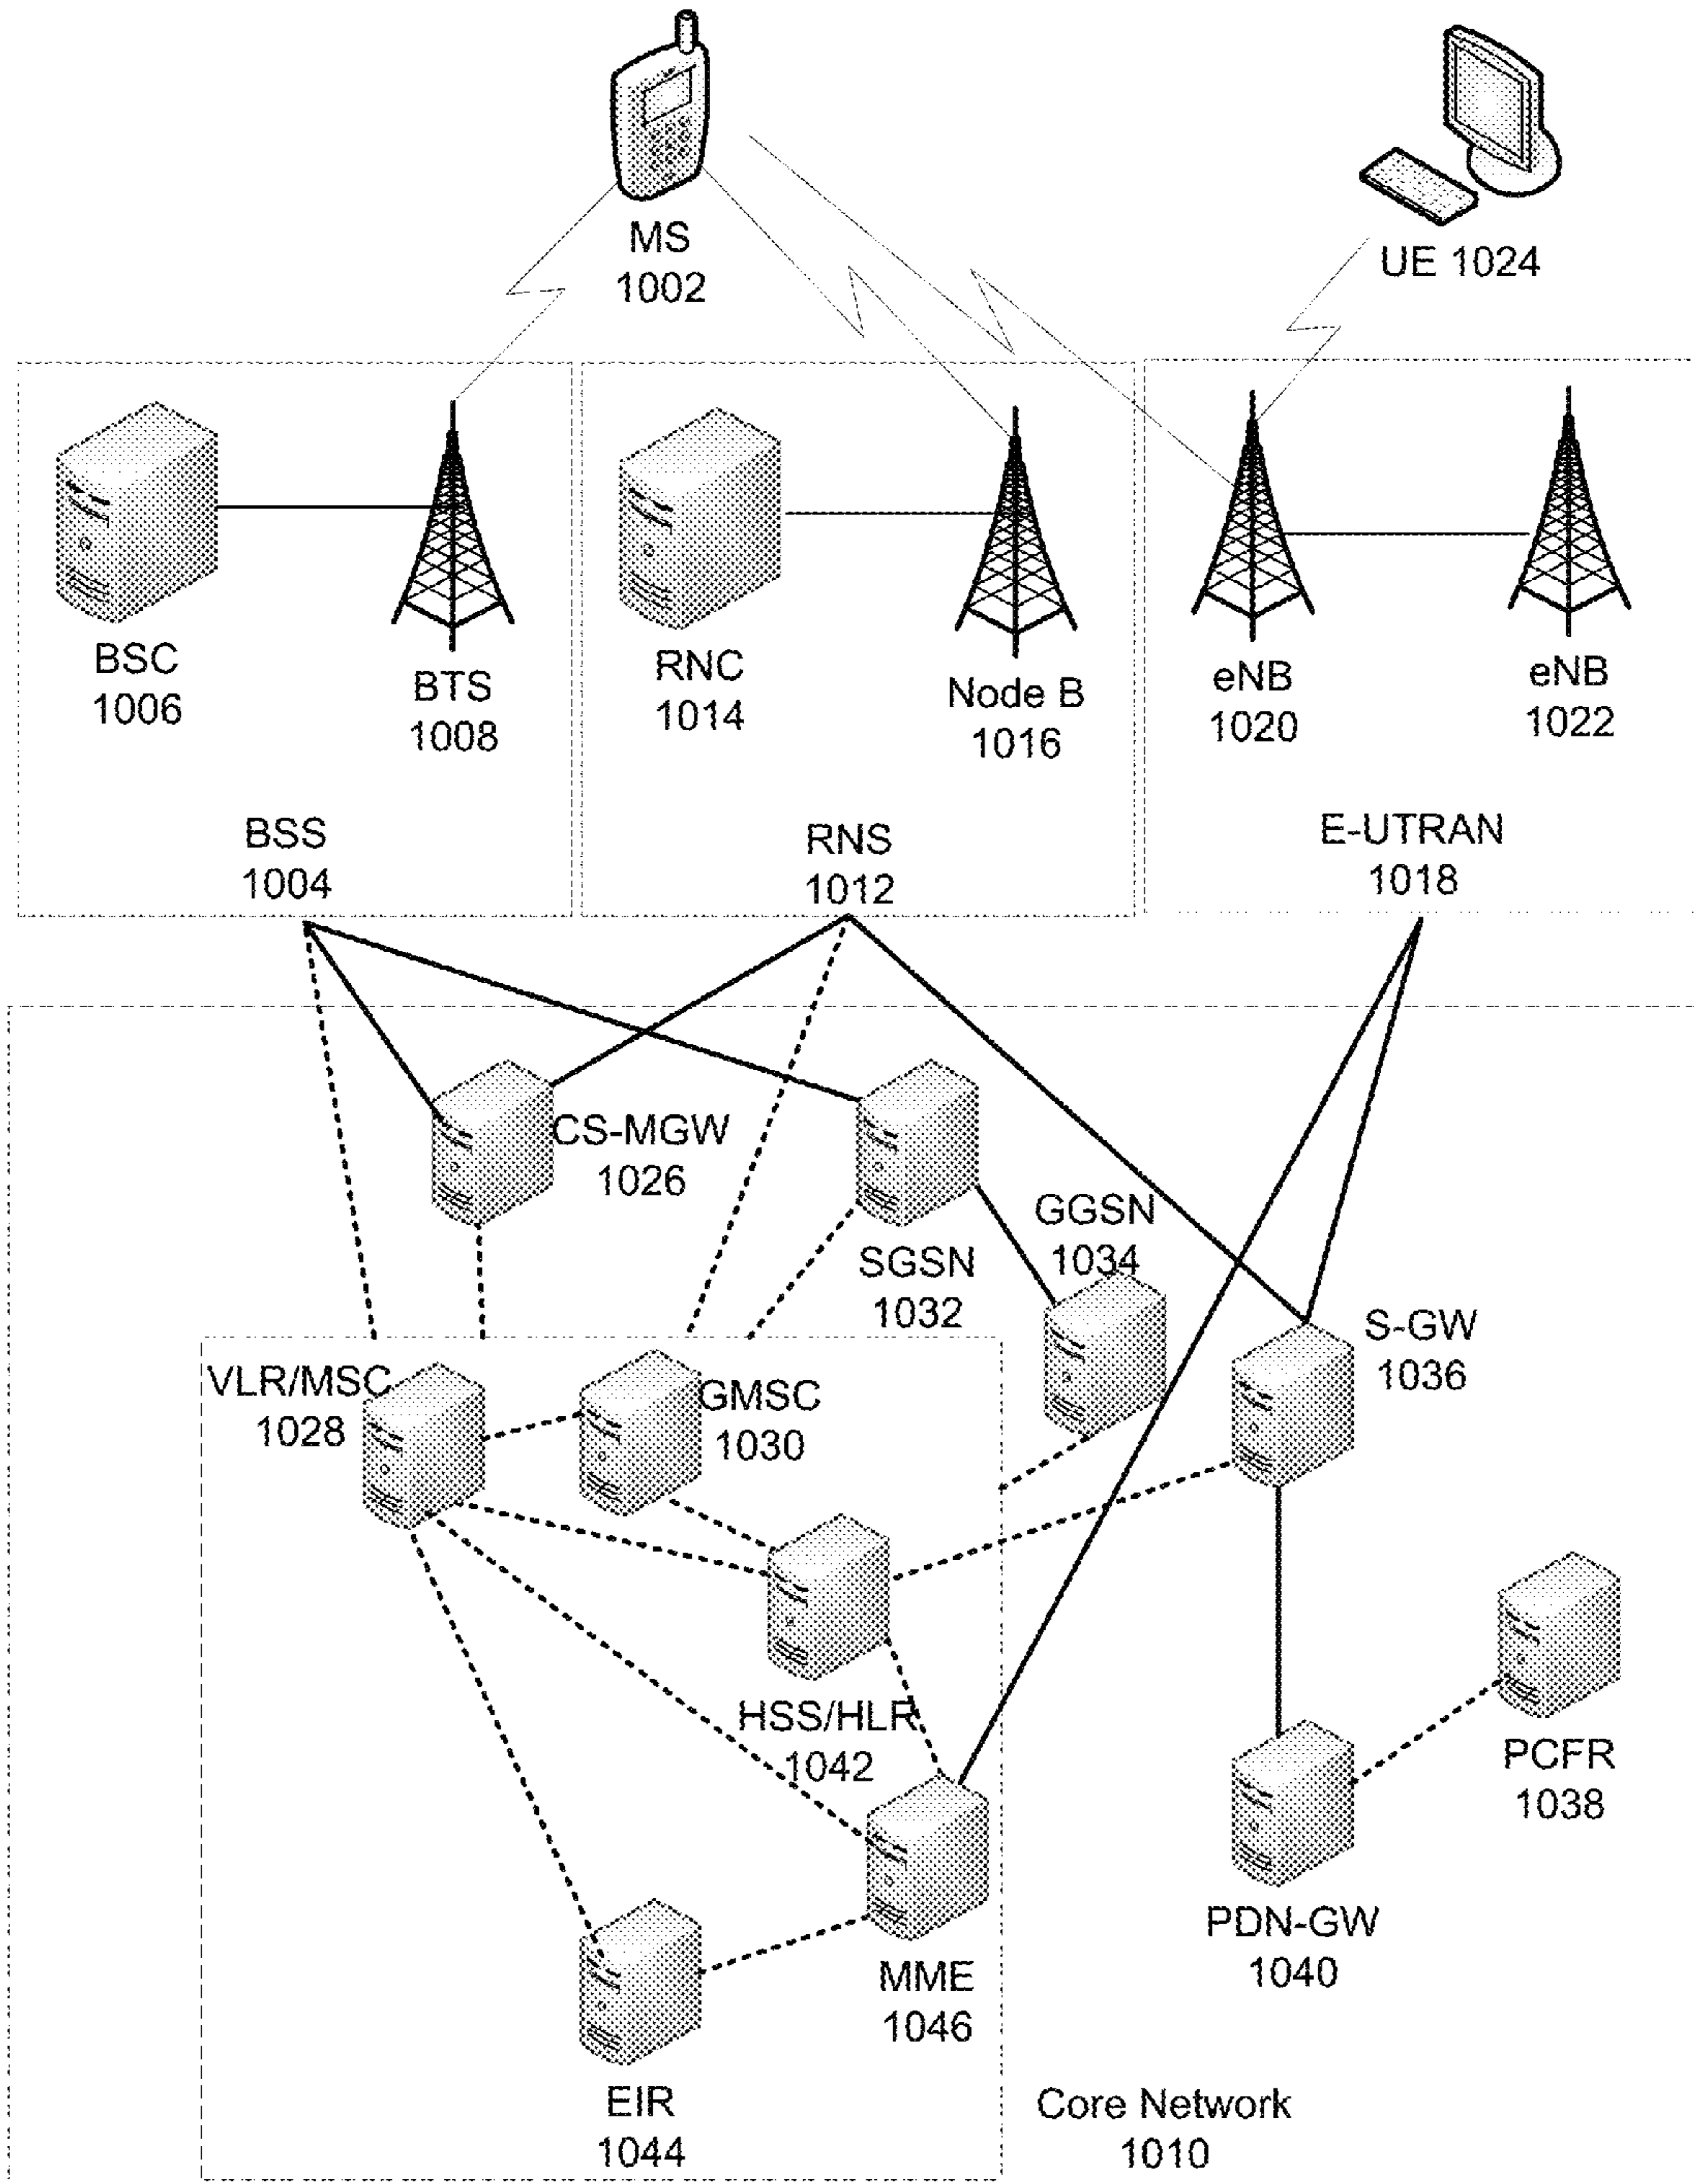 MS
1002
UE 1024
BSC
1006
BTS
1008
RNC
1014
Node B
1016
eNB
1020
eNB
1022
BSS
1004
RNS
1012
E-UTRAN
1018
CS-MGW
1026
SGSN
1032
GGSN
1034
S-GW
1036
VLR/MSC
1028
GMSC
1030
HSS/HLR
1042
PCFR
1038
PDN-GW
1040
MME
1046
EIR
1044
Core Network
1010